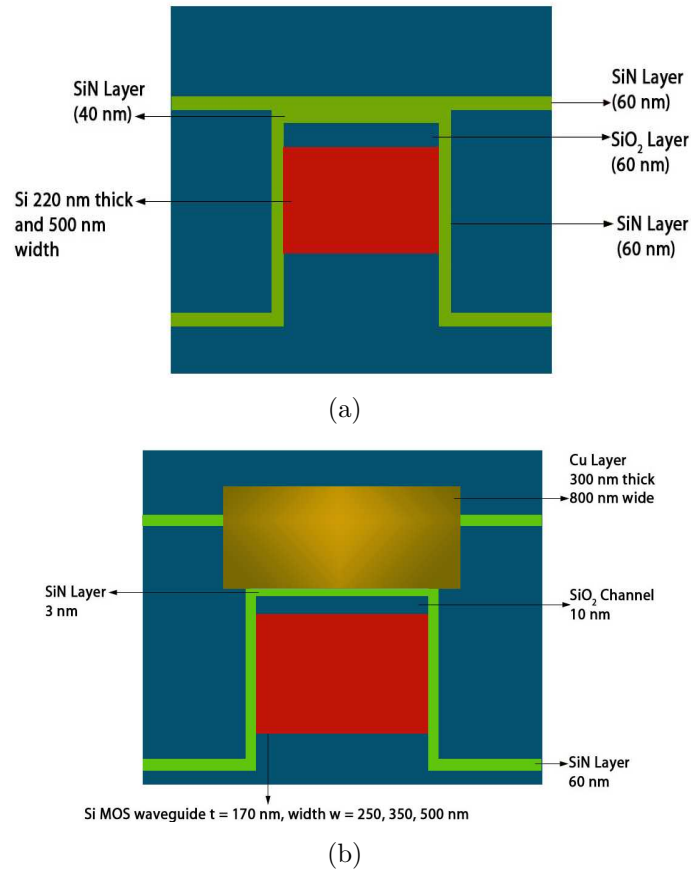 SiN Layer
(40 nm)
SiN Layer
(60 nm)
SiO₂ Layer
(60 nm)
Si 220 nm thick
and 500 nm
width
SiN Layer
(60 nm)
(a)
Cu Layer
300 nm thick
800 nm wide
SiN Layer
3 nm
SiO₂ Channel
10 nm
SiN Layer
60 nm
Si MOS waveguide t = 170 nm, width w = 250, 350, 500 nm
(b)